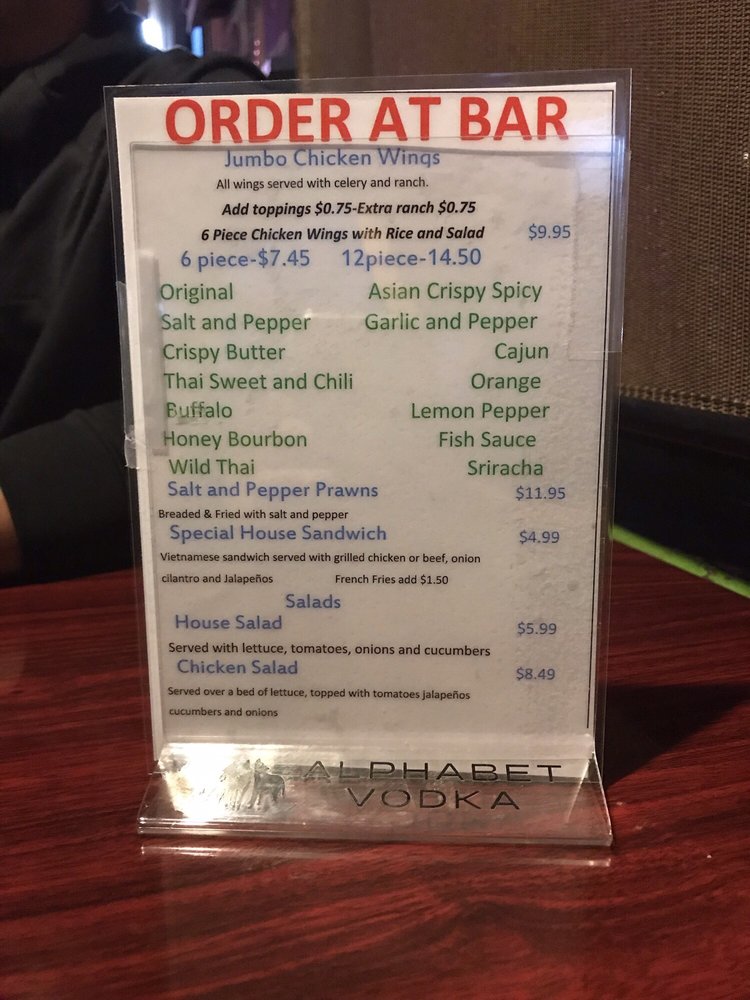 ORDER AT BAR
Jumbo Chicken Wings
All wings served with celery and ranch.
Add toppings $0.75-Extra ranch $0.75
6 Piece Chicken Wings with Rice and Salad $9.95
6 piece-$7.45 12piece-14.50
Original Asian Crispy Spicy
Salt and Pepper Garlic and Pepper
Crispy Butter Cajun
Thai Sweet and Chili Orange
Buffalo Lemon Pepper
Honey Bourbon Fish Sauce
Wild Thai Sriracha
Salt and Pepper Prawns $11.95
Breaded & Fried with salt and pepper
Special House Sandwich $4.99
Vietnamese sandwich served with grilled chicken or beef, onion
cilantro and Jalapeños French Fries add $1.50
Salads
House Salad $5.99
Served with lettuce, tomatoes, onions and cucumbers
Chicken Salad $8.49
Served over a bed of lettuce, topped with tomatoes jalapeños
cucumbers and onions
ALPHABET
VODKA